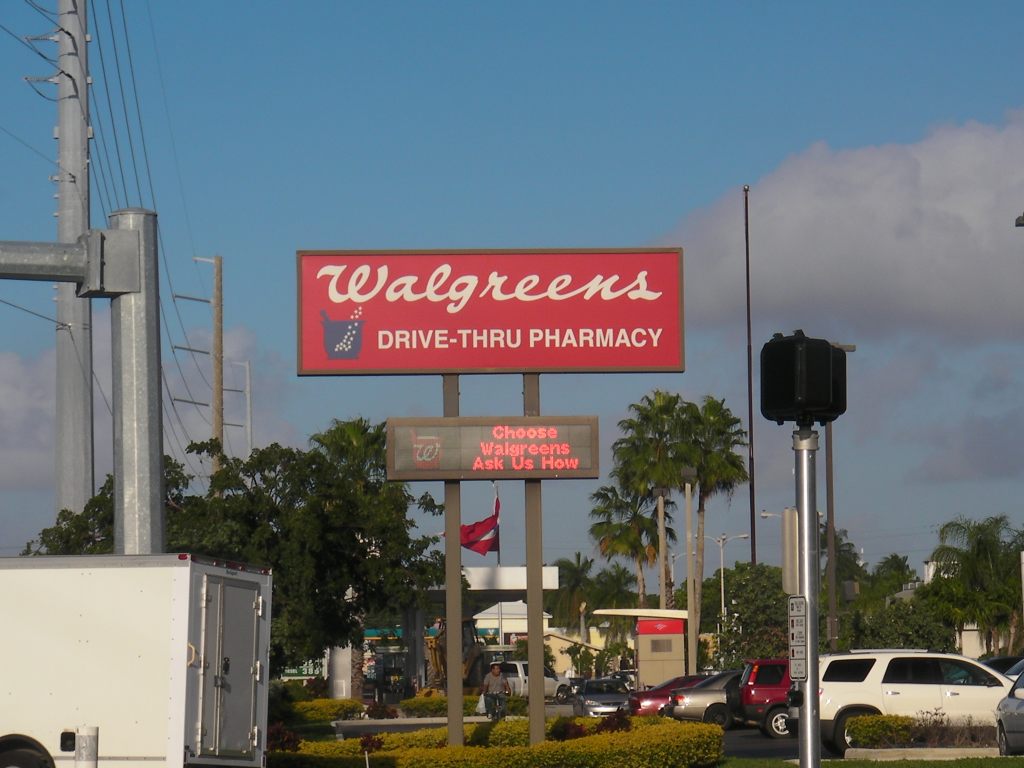 Walgreens
DRIVE-THRU PHARMACY
Choose
Walgreens
Ask Us How